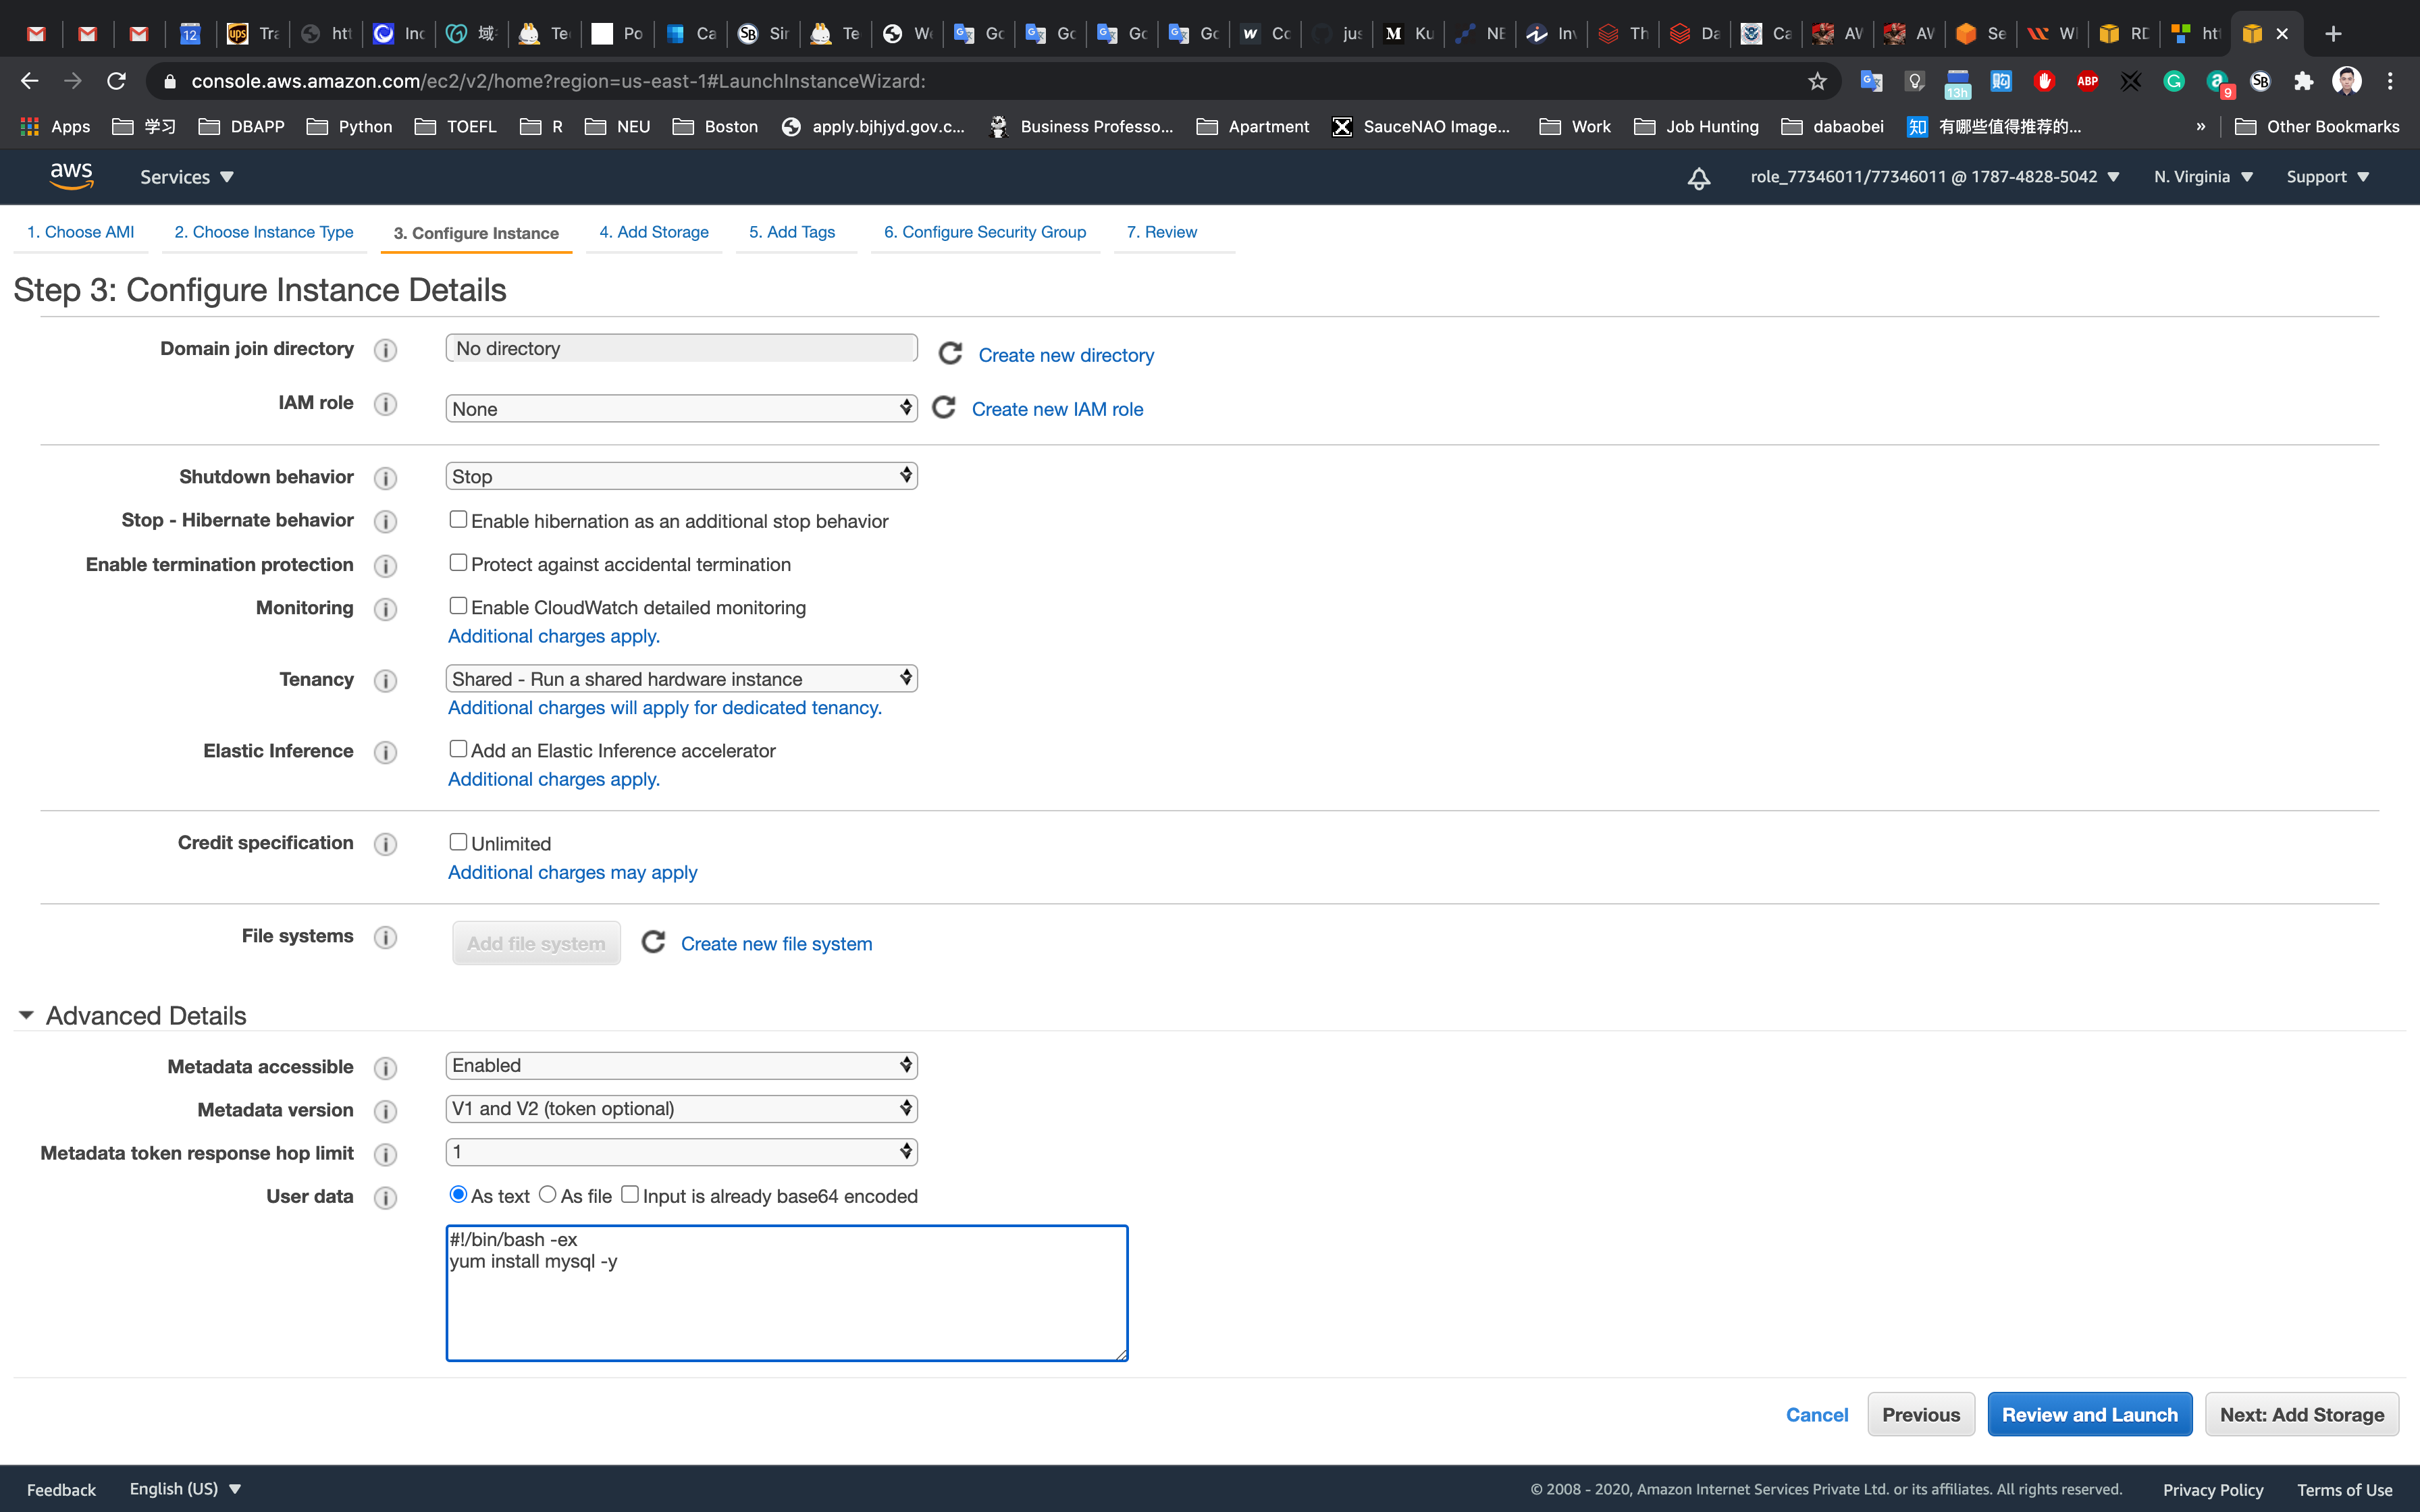 12
Tra
htt
Inc
域
Te
Po
Ca
Sir
Te
We
Gc
Gc
Gc
Gc
Cc
jus
Ku
NE
Inv
Th
Da
Ca
AV
AV
Se
WI
RD
htt
console.aws.amazon.com/ec2/v2/home?region=us-east-1#LaunchInstanceWizard:
13h
ABP
9
Apps
学习
DBAPP
Python
TOEFL
R
NEU
Boston
apply.bjhjyd.gov.c...
Business Professo...
Apartment
SauceNAO Image...
Work
Job Hunting
dabaobei
知 有哪些值得推荐的...
»
Other Bookmarks
aws
Services
role_77346011/77346011 @ 1787-4828-5042
N. Virginia
Support
1. Choose AMI
2. Choose Instance Type
3. Configure Instance
4. Add Storage
5. Add Tags
6. Configure Security Group
7. Review
Step 3: Configure Instance Details
Domain join directory
No directory
Create new directory
IAM role
None
Create new IAM role
Shutdown behavior
Stop
Stop - Hibernate behavior
Enable hibernation as an additional stop behavior
Enable termination protection
Protect against accidental termination
Monitoring
Enable CloudWatch detailed monitoring
Additional charges apply.
Tenancy
Shared - Run a shared hardware instance
Additional charges will apply for dedicated tenancy.
Elastic Inference
Add an Elastic Inference accelerator
Additional charges apply.
Credit specification
Unlimited
Additional charges may apply
File systems
Add file system
Create new file system
Advanced Details
Metadata accessible
Enabled
Metadata version
V1 and V2 (token optional)
Metadata token response hop limit
1
User data
As text
As file
Input is already base64 encoded
#!/bin/bash -ex
yum install mysql -y
Cancel
Previous
Review and Launch
Next: Add Storage
Feedback
English (US)
© 2008 - 2020, Amazon Internet Services Private Ltd. or its affiliates. All rights reserved.
Privacy Policy
Terms of Use